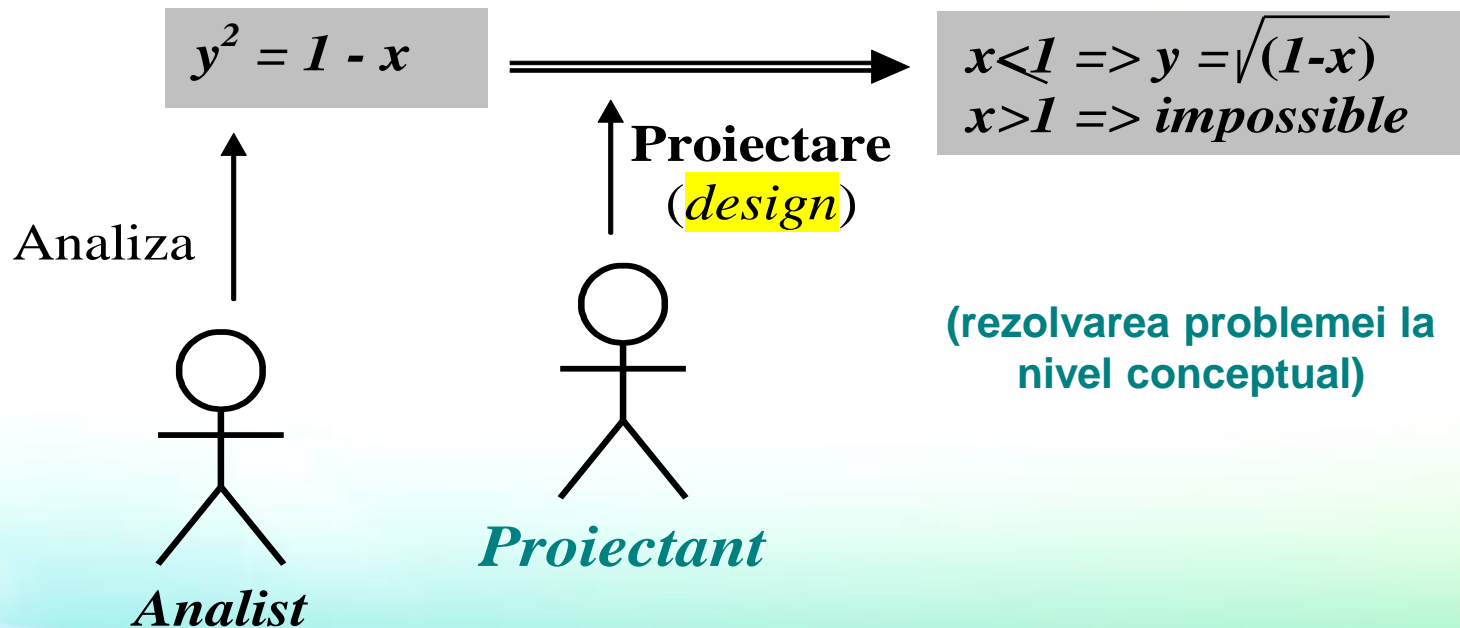 y² = 1 - x
x≤1 => y =√(1-x)
x>1 => impossible
Proiectare
(design)
Analiza
(rezolvarea problemei la
nivel conceptual)
Proiectant
Analist